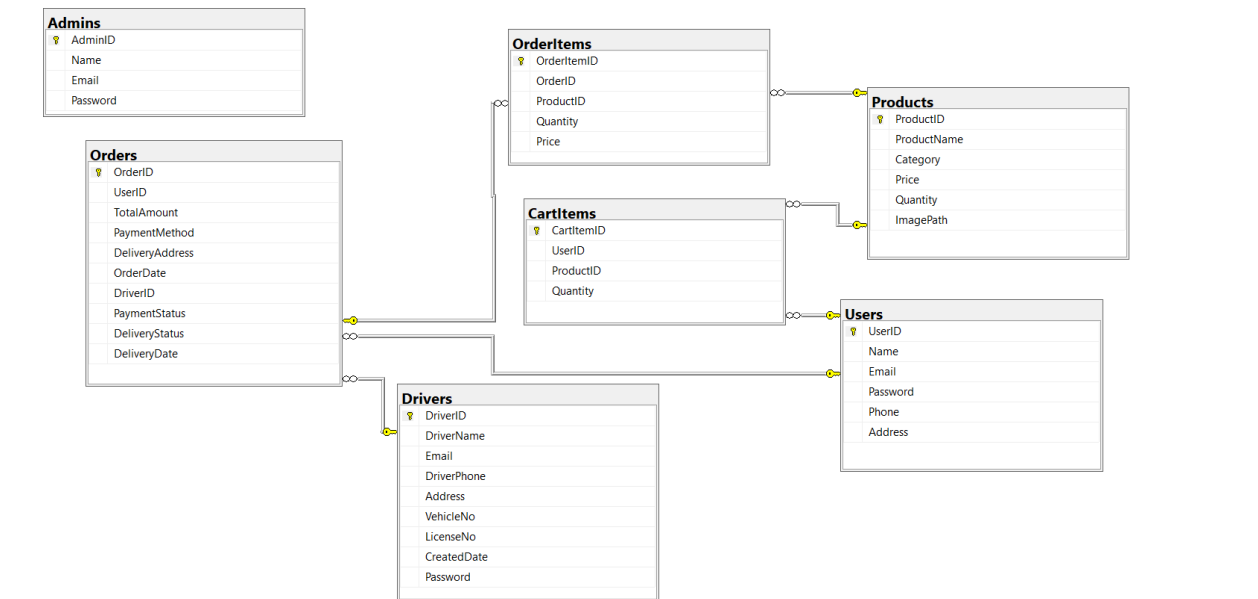 Admins
AdminID
Name
Email
Password
Orders
OrderID
UserID
TotalAmount
PaymentMethod
DeliveryAddress
OrderDate
DriverID
PaymentStatus
DeliveryStatus
DeliveryDate
OrderItems
OrderItemID
OrderID
ProductID
Quantity
Price
CartItems
CartItemID
UserID
ProductID
Quantity
Drivers
DriverID
DriverName
Email
DriverPhone
Address
VehicleNo
LicenseNo
CreatedDate
Password
Products
ProductID
ProductName
Category
Price
Quantity
ImagePath
Users
UserID
Name
Email
Password
Phone
Address